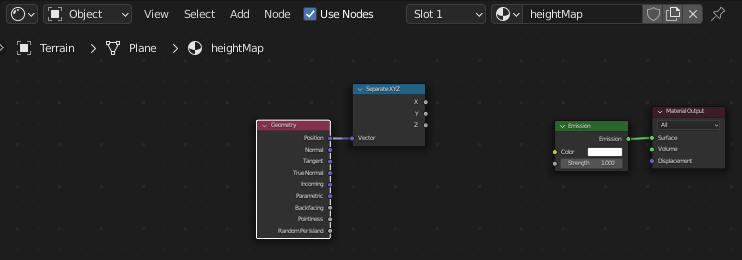 Object View Select Add Node Use Nodes Slot 1 heightMap
Terrain Plane heightMap
Separate XYZ
X
Y
Z
Vector
Geometry
Position
Normal
Tangent
True Normal
Incoming
Parametric
Backfacing
Pointiness
Random Per Island
Emission
Emission
Color
Strength 1.000
Material Output
All
Surface
Volume
Displacement